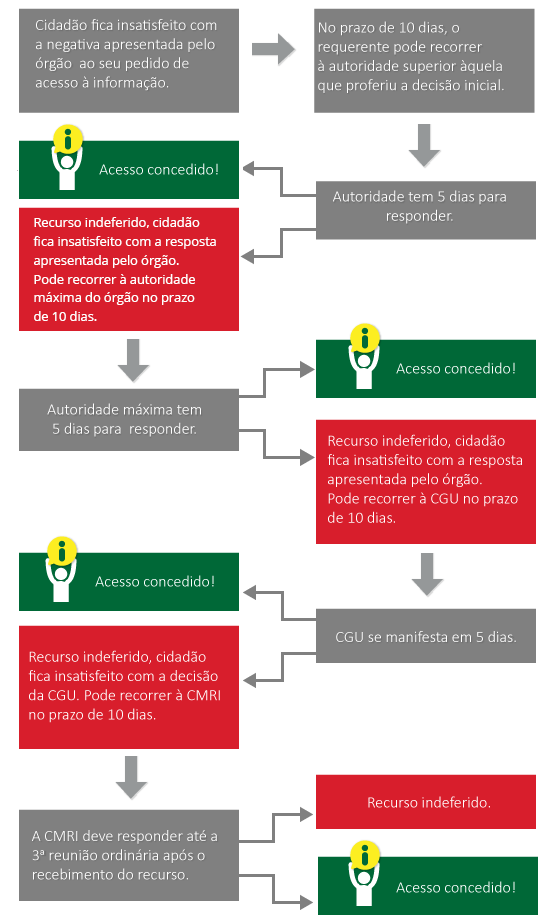 Cidadão fica insatisfeito com
a negativa apresentada pelo
órgão ao seu pedido de
acesso à informação.
No prazo de 10 dias, o
requerente pode recorrer
à autoridade superior àquela
que proferiu a decisão inicial.
Acesso concedido!
Autoridade tem 5 dias para
responder.
Recurso indeferido, cidadão
fica insatisfeito com a resposta
apresentada pelo órgão.
Pode recorrer à autoridade
máxima do órgão no prazo
de 10 dias.
Acesso concedido!
Autoridade máxima tem
5 dias para responder.
Recurso indeferido, cidadão
fica insatisfeito com a resposta
apresentada pelo órgão.
Pode recorrer à CGU no prazo
de 10 dias.
Acesso concedido!
CGU se manifesta em 5 dias.
Recurso indeferido, cidadão
fica insatisfeito com a decisão
da CGU. Pode recorrer à CMRI
no prazo de 10 dias.
Recurso indeferido.
A CMRI deve responder até a
3ª reunião ordinária após o
recebimento do recurso.
Acesso concedido!